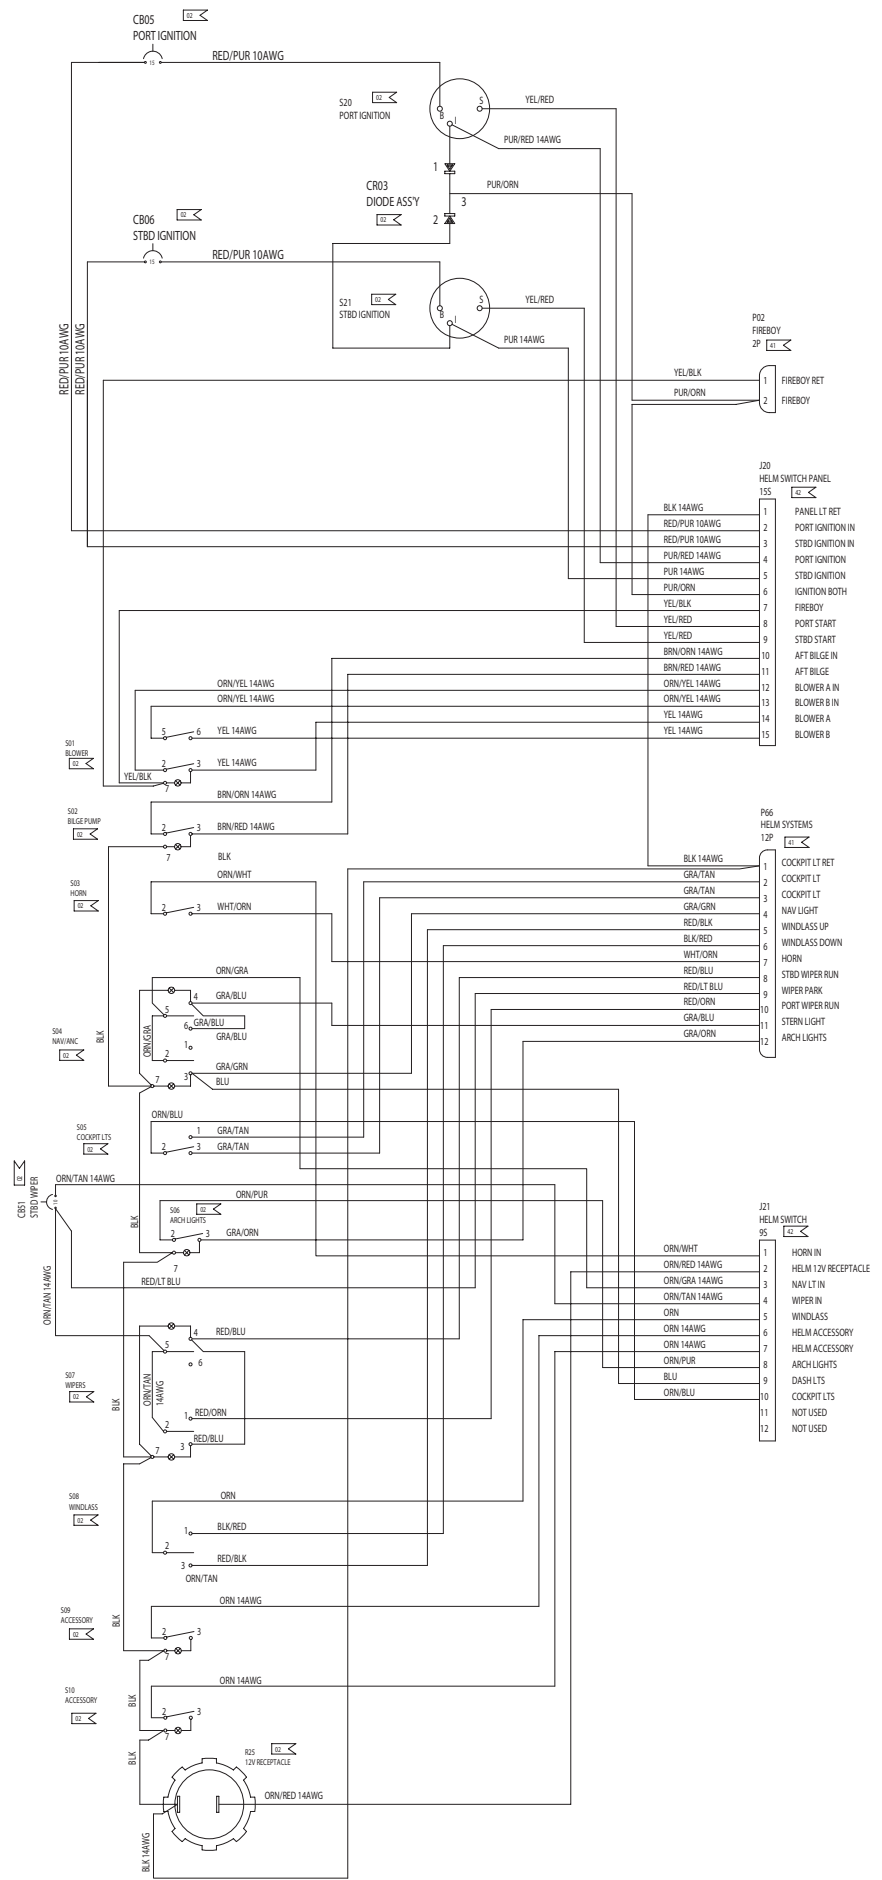 CB05
02
PORT IGNITION
RED/PUR 10AWG
15
S20
02
PORT IGNITION
B
I
S
YEL/RED
PUR/RED 14AWG
1
CR03
DIODE ASS'Y
02
2
3
PUR/ORN
CB06
02
STBD IGNITION
RED/PUR 10AWG
15
S21
02
STBD IGNITION
B
I
S
YEL/RED
PUR 14AWG
RED/PUR 10AWG
RED/PUR 10AWG
P02
FIREBOY
2P 41
YEL/BLK 1 FIREBOY RET
PUR/ORN 2 FIREBOY
J20
HELM SWITCH PANEL
15S 42
BLK 14AWG 1 PANEL LT RET
RED/PUR 10AWG 2 PORT IGNITION IN
RED/PUR 10AWG 3 STBD IGNITION IN
PUR/RED 14AWG 4 PORT IGNITION
PUR 14AWG 5 STBD IGNITION
PUR/ORN 6 IGNITION BOTH
YEL/BLK 7 FIREBOY
YEL/RED 8 PORT START
YEL/RED 9 STBD START
BRN/ORN 14AWG 10 AFT BILGE IN
BRN/RED 14AWG 11 AFT BILGE
ORN/YEL 14AWG ORN/YEL 14AWG 12 BLOWER A IN
ORN/YEL 14AWG ORN/YEL 14AWG 13 BLOWER B IN
YEL 14AWG 14 BLOWER A
5 6 YEL 14AWG YEL 14AWG 15 BLOWER B
S01
BLOWER
02
2 3 YEL 14AWG
YEL/BLK
7
BRN/ORN 14AWG
S02
BILGE PUMP
02
2 3 BRN/RED 14AWG
7
BLK
P66
HELM SYSTEMS
12P 41
BLK 14AWG 1 COCKPIT LT RET
GRA/TAN 2 COCKPIT LT
GRA/TAN 3 COCKPIT LT
GRA/GRN 4 NAV LIGHT
RED/BLK 5 WINDLASS UP
BLK/RED 6 WINDLASS DOWN
WHT/ORN 7 HORN
RED/BLU 8 STBD WIPER RUN
RED/LT BLU 9 WIPER PARK
RED/ORN 10 PORT WIPER RUN
GRA/BLU 11 STERN LIGHT
GRA/ORN 12 ARCH LIGHTS
S03
HORN
02
ORN/WHT
2 3 WHT/ORN
ORN/GRA
4 GRA/BLU
5
6 GRA/BLU
GRA/BLU
1
2
ORN/GRA
BLK
S04
NAV/ANC
02
GRA/GRN
7 3
BLU
ORN/BLU
S05
COCKPIT LTS
02
1 GRA/TAN
2 3 GRA/TAN
02
CB51
STBD WIPER
15
ORN/TAN 14AWG
ORN/PUR
S06 02
ARCH LIGHTS
2 3 GRA/ORN
7
BLK
RED/LT BLU
ORN/TAN 14AWG
J21
HELM SWITCH
9S 42
ORN/WHT 1 HORN IN
ORN/RED 14AWG 2 HELM 12V RECEPTACLE
ORN/GRA 14AWG 3 NAV LT IN
ORN/TAN 14AWG 4 WIPER IN
ORN 5 WINDLASS
ORN 14AWG 6 HELM ACCESSORY
ORN 14AWG 7 HELM ACCESSORY
ORN/PUR 8 ARCH LIGHTS
BLU 9 DASH LTS
ORN/BLU 10 COCKPIT LTS
11 NOT USED
12 NOT USED
4 RED/BLU
5
6
S07
WIPERS
02
ORN/TAN
14AWG
BLK
1 RED/ORN
2
RED/BLU
7 3
S08
WINDLASS
02
ORN
1 BLK/RED
2
3 RED/BLK
ORN/TAN
S09
ACCESSORY
02
BLK
ORN 14AWG
2 3
7
S10
ACCESSORY
02
BLK
ORN 14AWG
2 3
7
BLK
R25 02
12V RECEPTACLE
ORN/RED 14AWG
BLK 14AWG